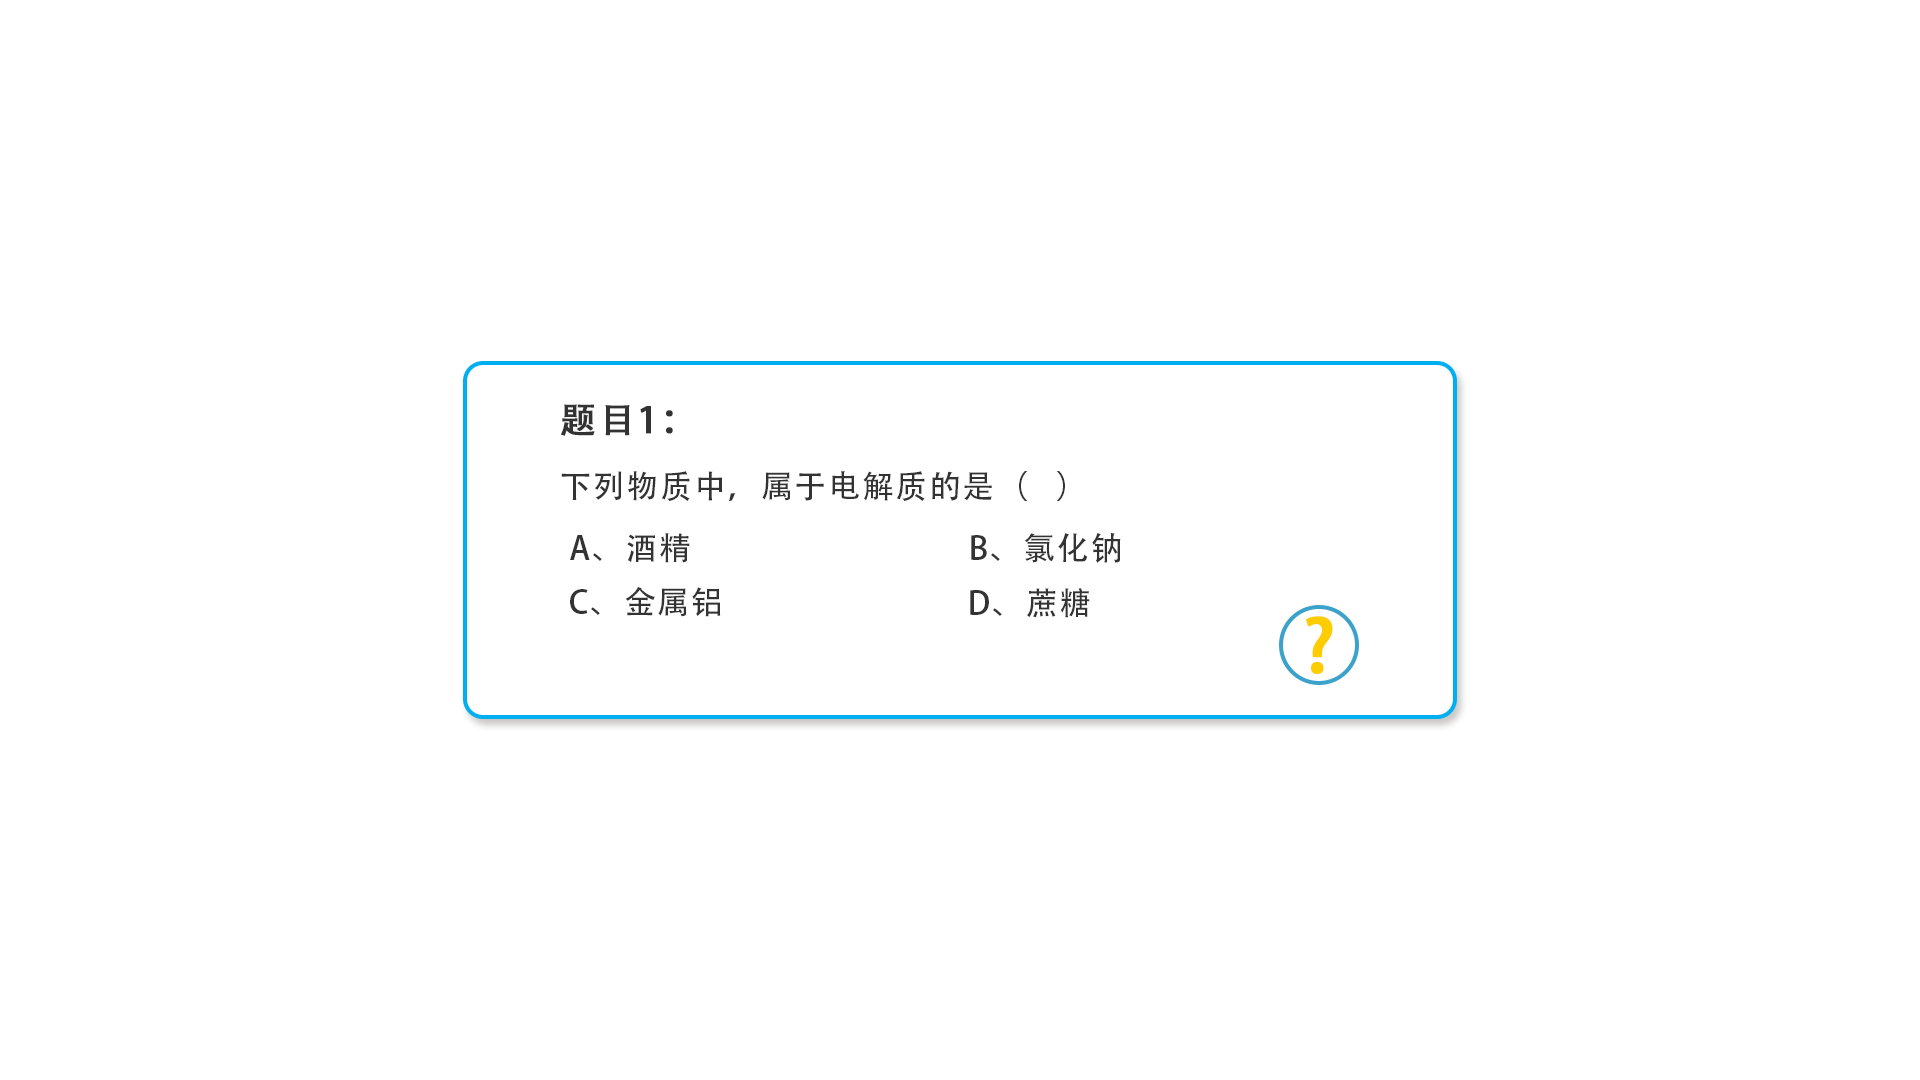 题目1：
下列物质中，属于电解质的是（ ）
A、酒精 B、氯化钠
C、金属铝 D、蔗糖
?